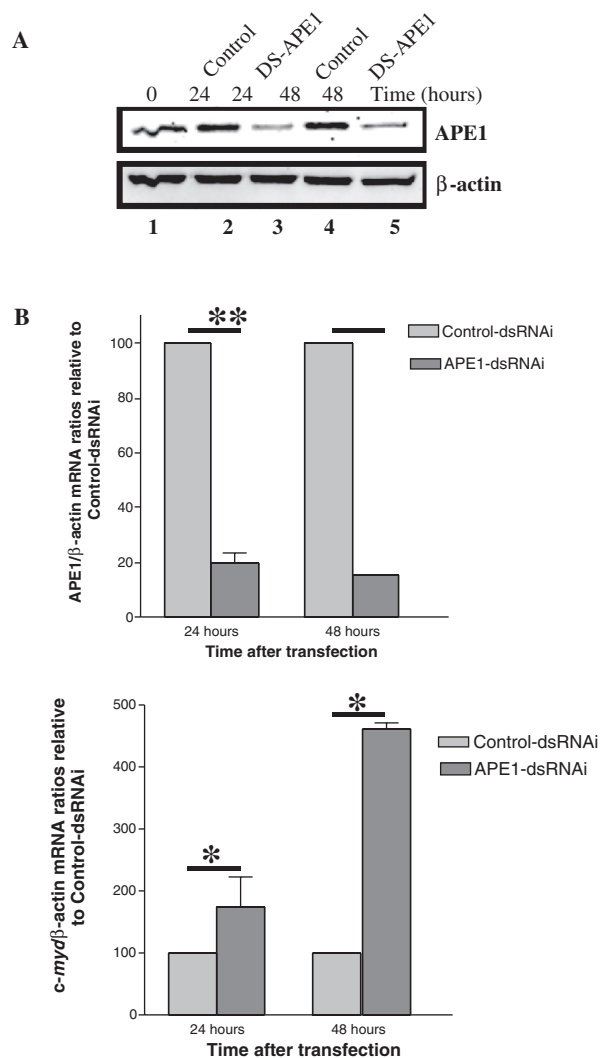 A
Control DS-APE1 Control DS-APE1
0 24 24 48 48 Time (hours)
APE1
β-actin
1 2 3 4 5
B
APE1/β-actin mRNA ratios relative to
Control-dsRNAi
100
80
60
40
20
0
**
Control-dsRNAi
APE1-dsRNAi
24 hours 48 hours
Time after transfection
c-mydβ-actin mRNA ratios relative
to Control-dsRNAi
500
400
300
200
100
0
*
*
Control-dsRNAi
APE1-dsRNAi
24 hours 48 hours
Time after transfection